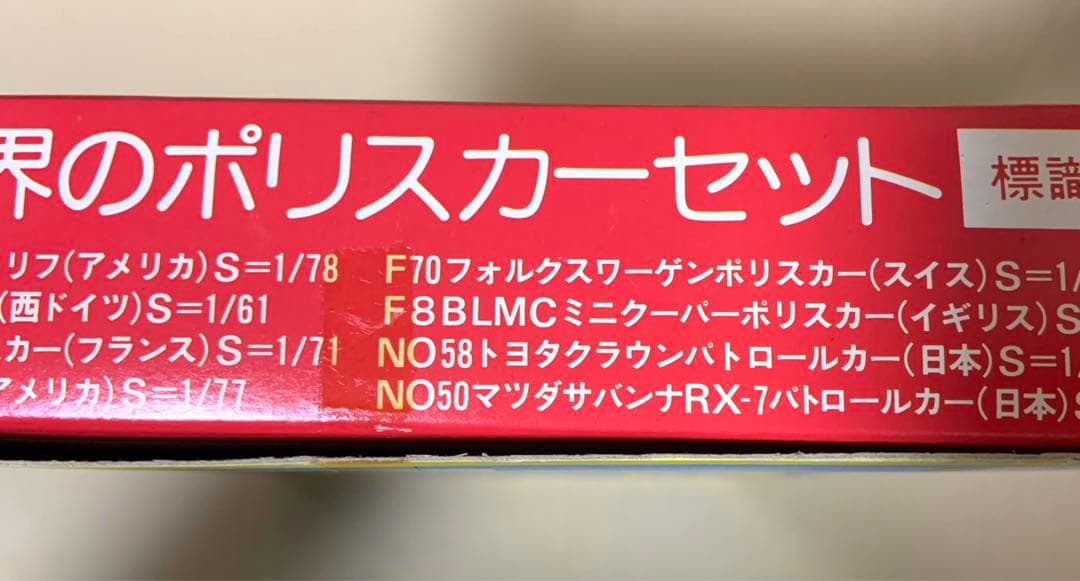 界のポリスカーセット
標識
リフ(アメリカ)S=1/78
(西ドイツ)S=1/61
スカー(フランス)S=1/71
アメリカ)S=1/77
F70フォルクスワーゲンポリスカー(スイス)S=1/
F8BLMCミニクーパーポリスカー(イギリス)S
NO58トヨタクラウンパトロールカー(日本)S=1/
NO50マツダサバンナRX-7パトロールカー(日本)S